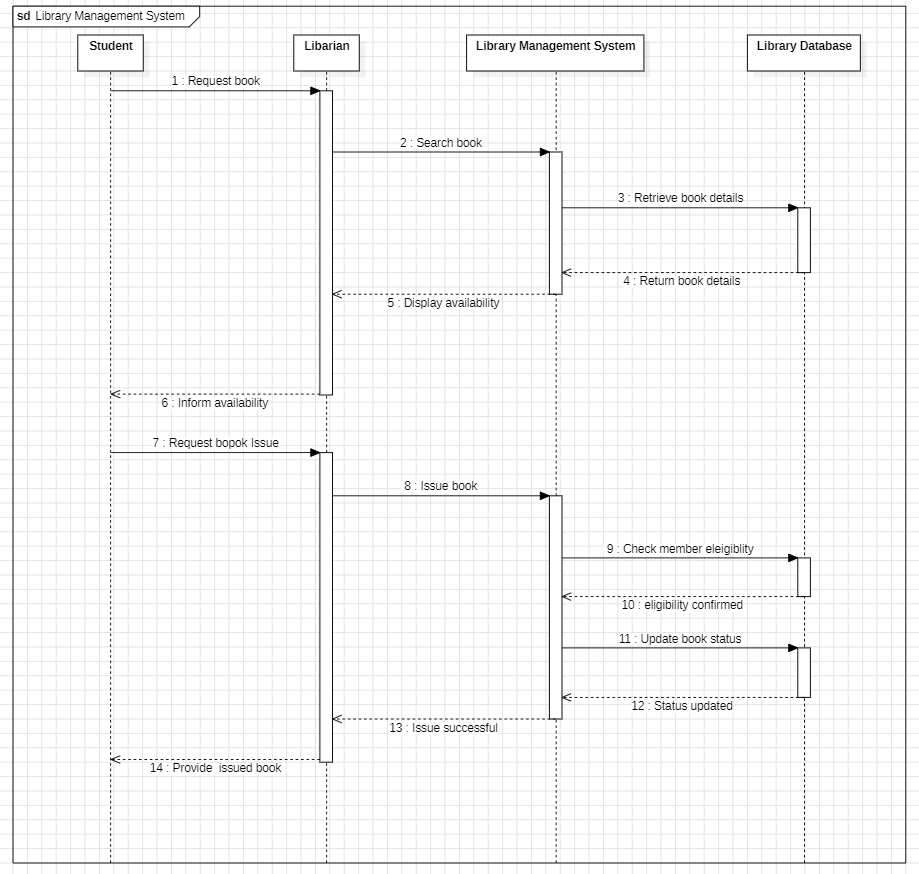 sd Library Management System
Student
Libarian
Library Management System
Library Database
1 : Request book
2 : Search book
3 : Retrieve book details
4 : Return book details
5 : Display availability
6 : Inform availability
7 : Request bopok Issue
8 : Issue book
9 : Check member eleigiblity
10 : eligibility confirmed
11 : Update book status
12 : Status updated
13 : Issue successful
14 : Provide  issued book